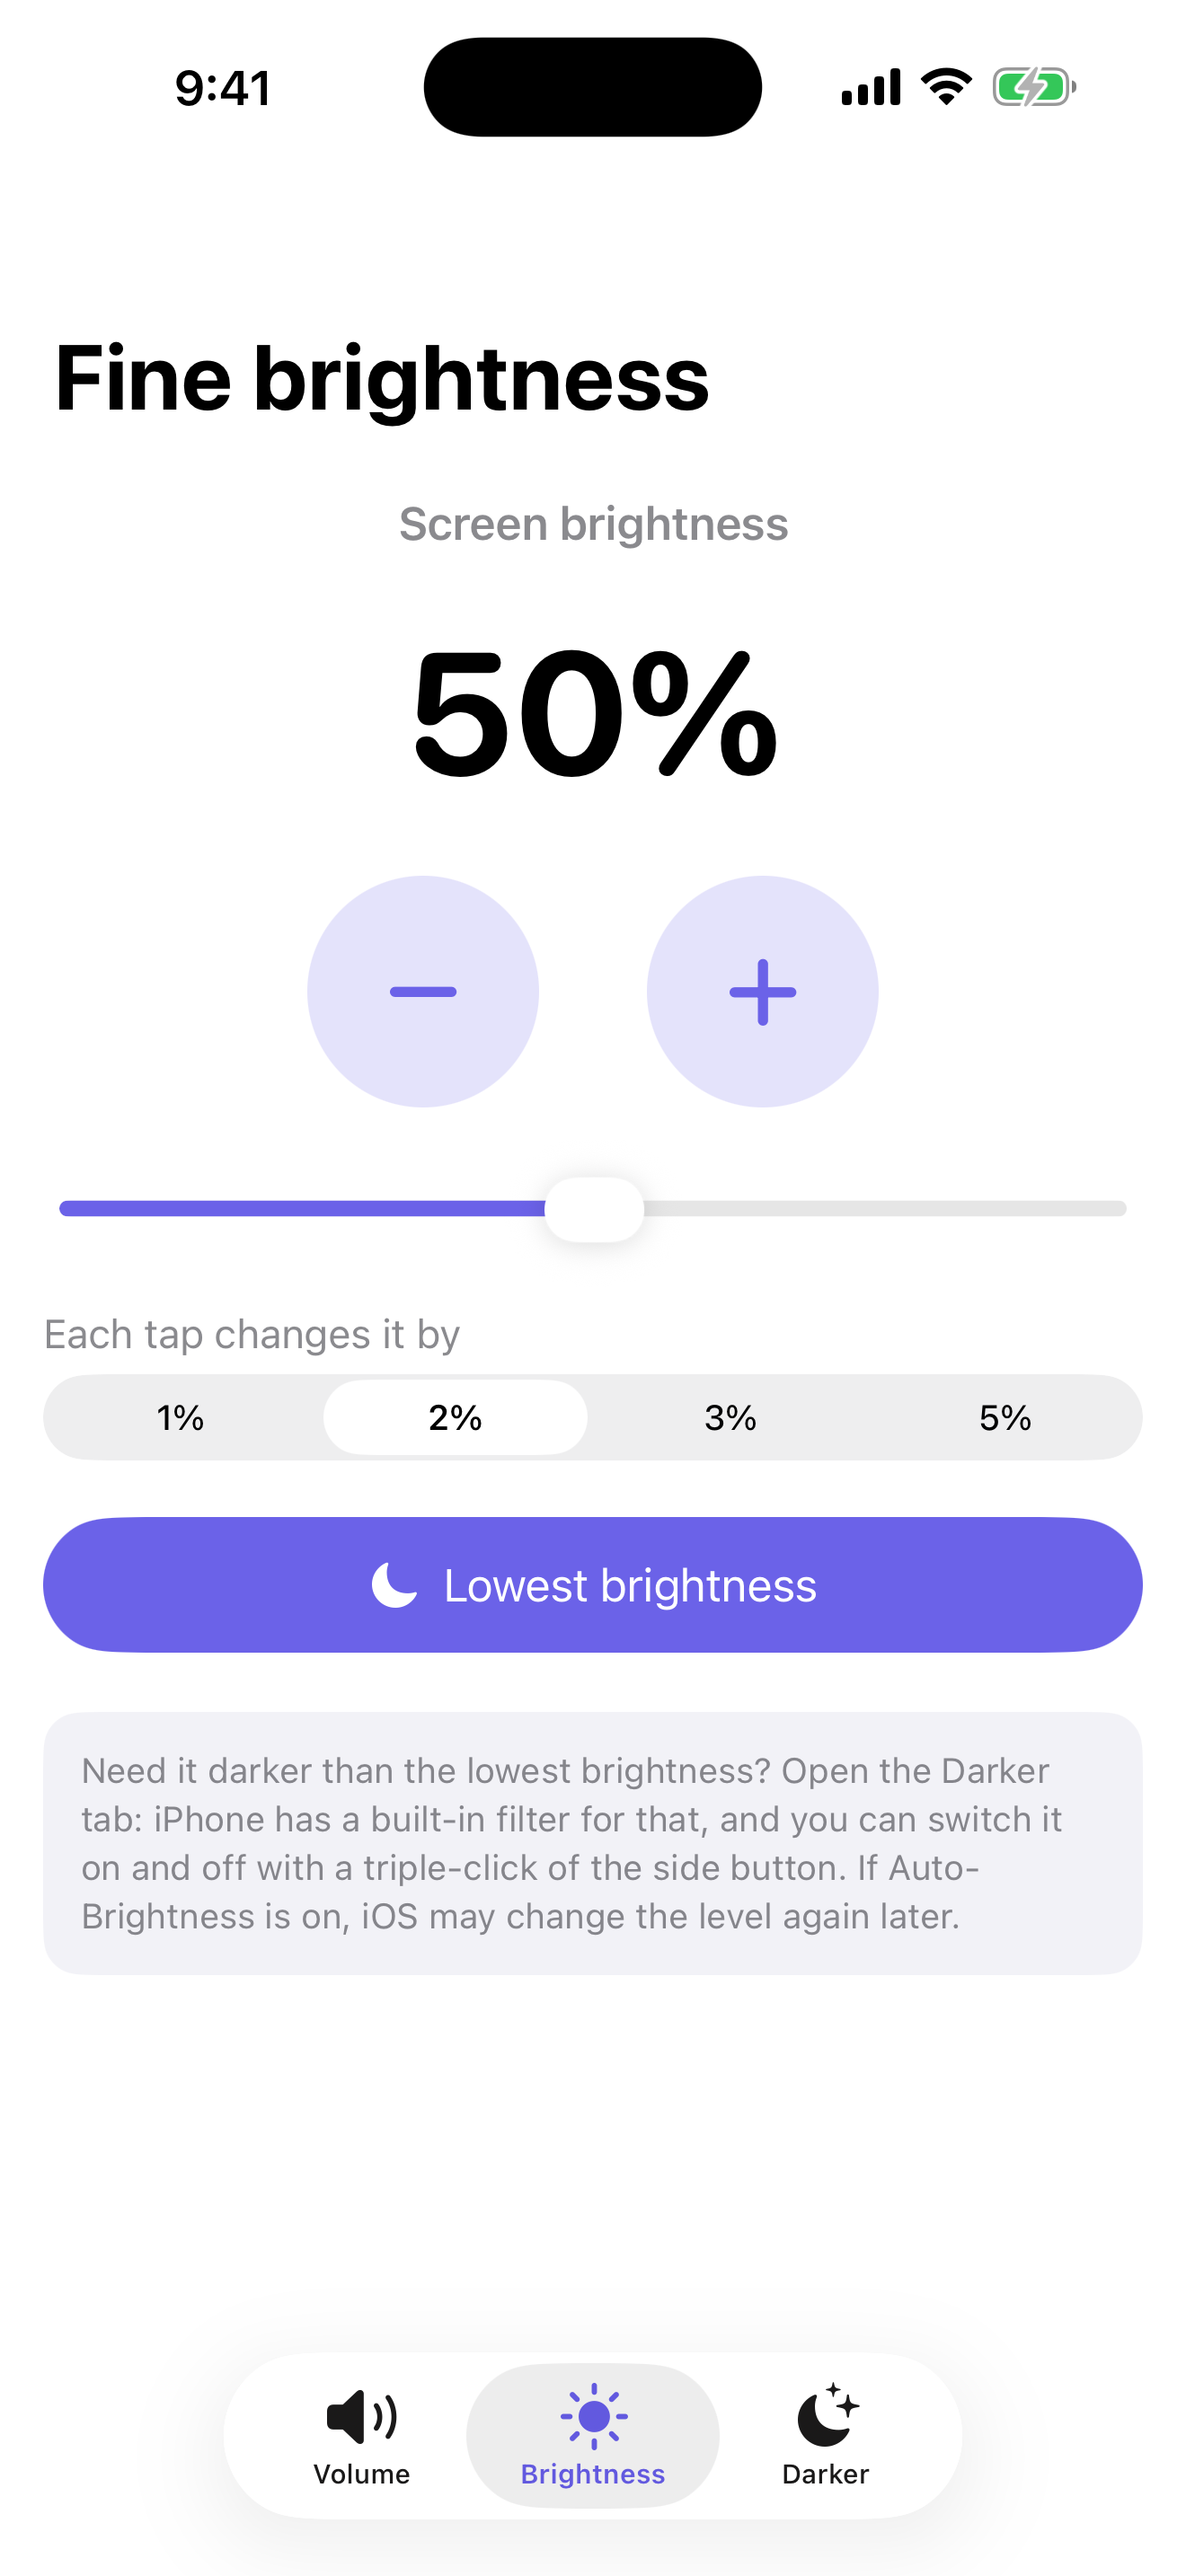 9:41
Fine brightness
Screen brightness
50%
Each tap changes it by
1% 2% 3% 5%
Lowest brightness
Need it darker than the lowest brightness? Open the Darker
tab: iPhone has a built-in filter for that, and you can switch it
on and off with a triple-click of the side button. If Auto-
Brightness is on, iOS may change the level again later.
Volume Brightness Darker